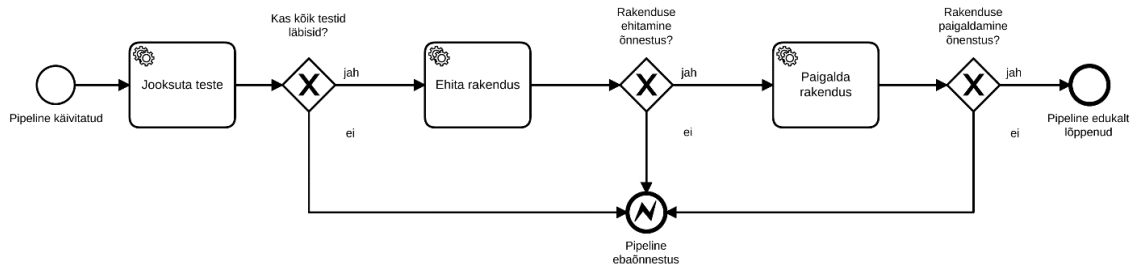 Kas kõik testid
läbisid?
Rakenduse
ehitamine
õnnestus?
Rakenduse
paigaldamine
õnenstus?
Pipeline käivitatud
Jooksuta teste
jah
ei
Ehita rakendus
jah
ei
Paigalda
rakendus
jah
ei
Pipeline edukalt
lõppenud
Pipeline
ebaõnnestus